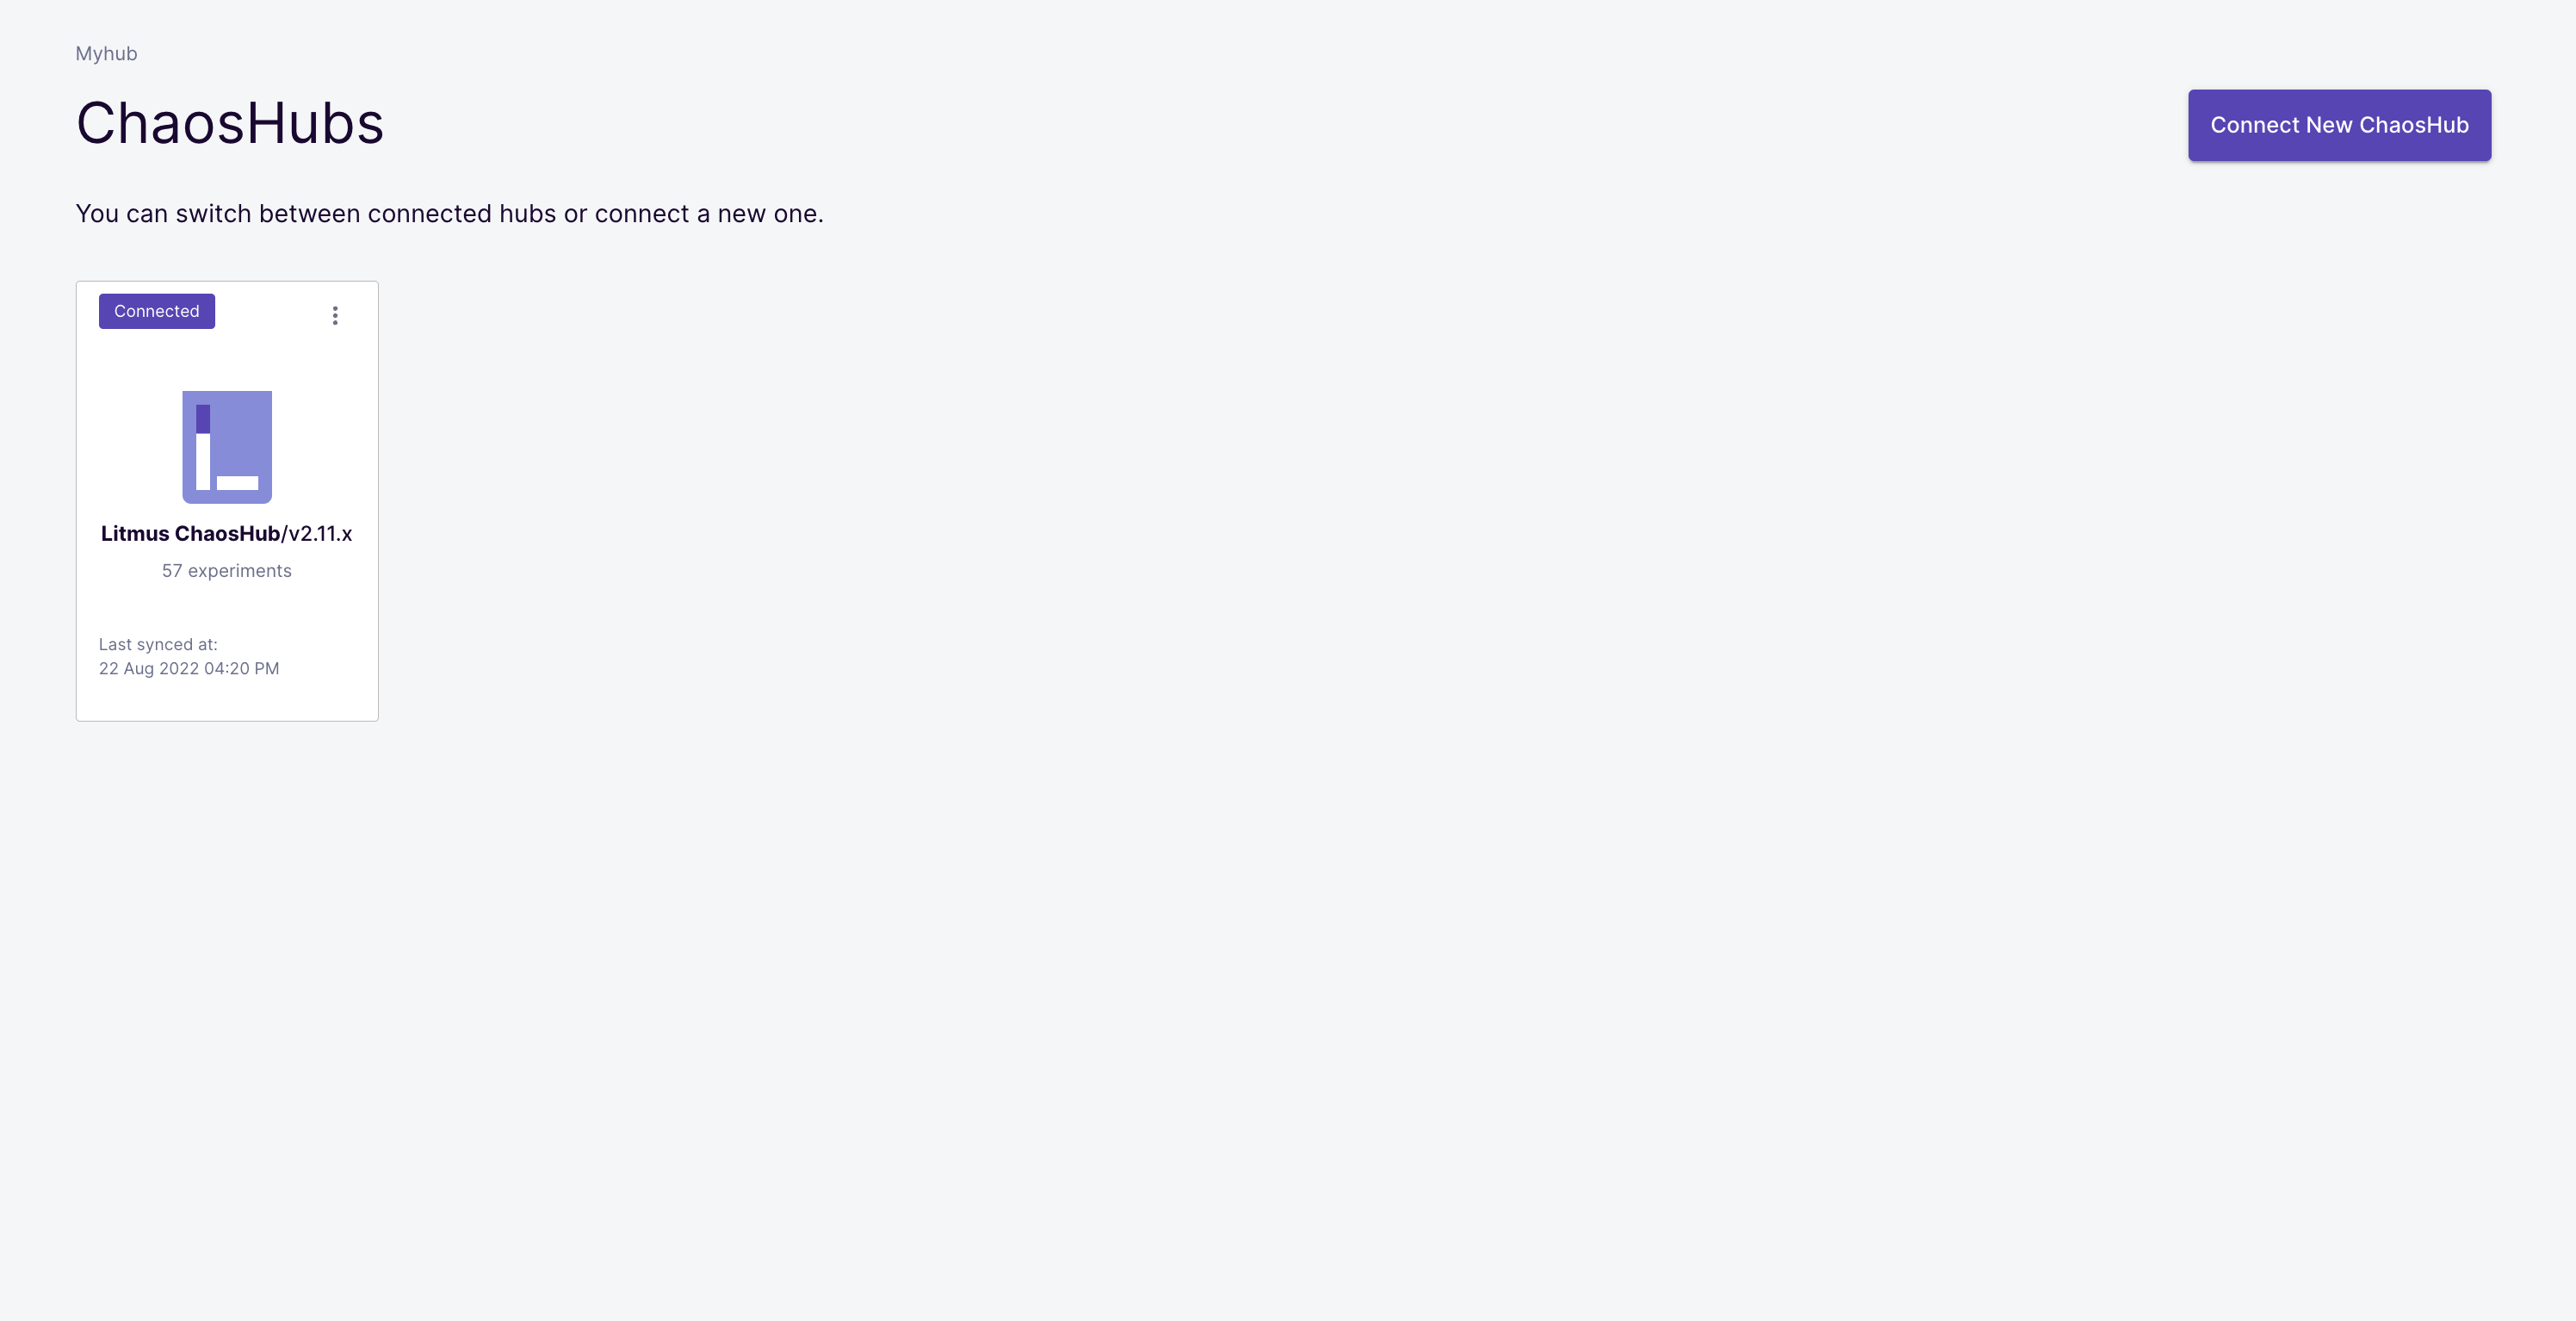 Myhub
ChaosHubs
Connect New ChaosHub
You can switch between connected hubs or connect a new one.
Connected
Litmus ChaosHub/v2.11.x
57 experiments
Last synced at:
22 Aug 2022 04:20 PM